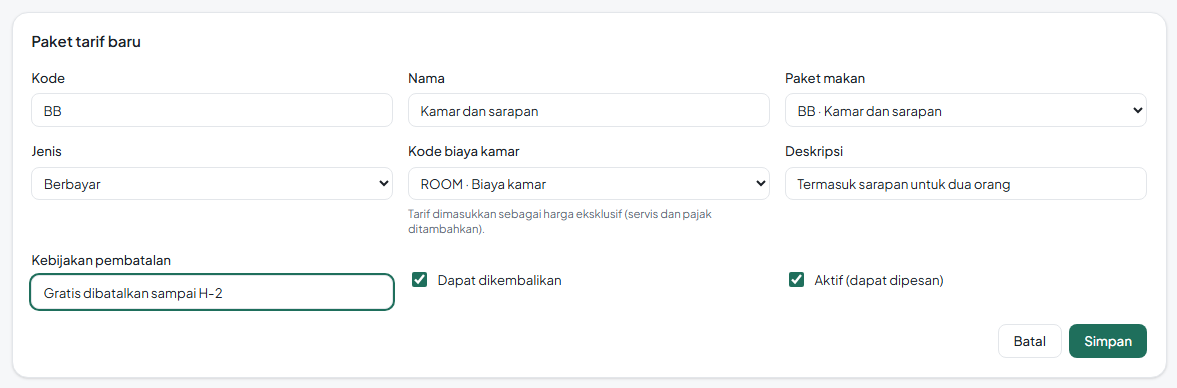 Paket tarif baru
Kode
Nama
Paket makan
BB
Kamar dan sarapan
BB · Kamar dan sarapan
Jenis
Kode biaya kamar
Deskripsi
Berbayar
ROOM · Biaya kamar
Termasuk sarapan untuk dua orang
Tarif dimasukkan sebagai harga eksklusif (servis dan pajak
ditambahkan).
Kebijakan pembatalan
Gratis dibatalkan sampai H-2
Dapat dikembalikan
Aktif (dapat dipesan)
Batal
Simpan